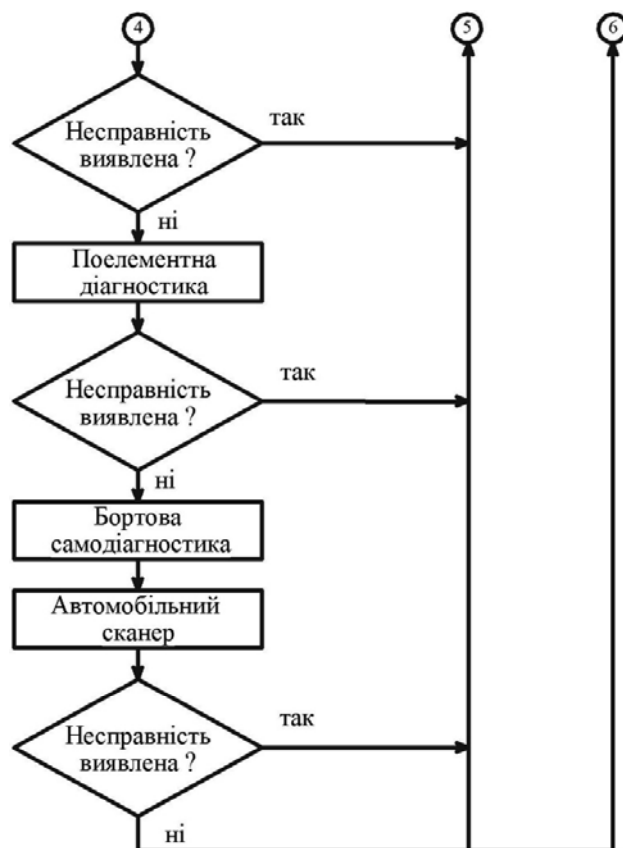 4
5
6
Несправність
виявлена ?
так
ні
Поелементна
діагностика
Несправність
виявлена ?
так
ні
Бортова
самодіагностика
Автомобільний
сканер
Несправність
виявлена ?
так
ні